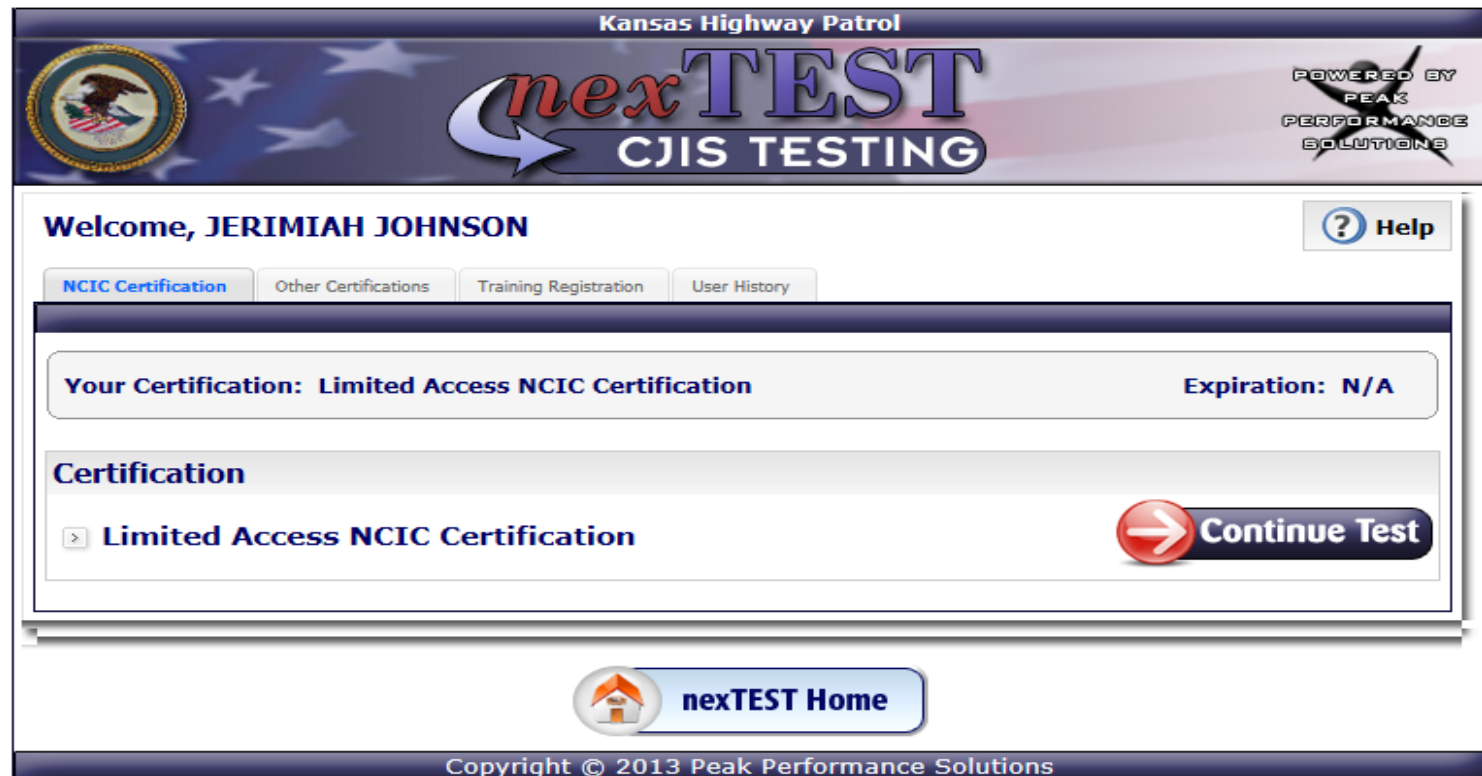 Kansas Highway Patrol
nexTEST
CJIS TESTING
POWERED BY
PEAK
PERFORMANCE
SOLUTIONS
Welcome, JERIMIAH JOHNSON
? Help
NCIC Certification Other Certifications Training Registration User History
Your Certification: Limited Access NCIC Certification Expiration: N/A
Certification
Limited Access NCIC Certification
Continue Test
nexTEST Home
Copyright © 2013 Peak Performance Solutions